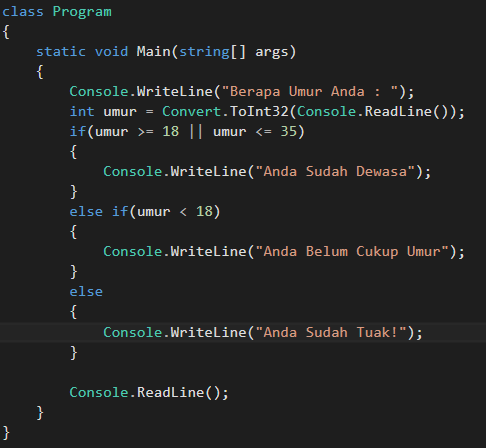 class Program
{
    static void Main(string[] args)
    {
        Console.WriteLine("Berapa Umur Anda : ");
        int umur = Convert.ToInt32(Console.ReadLine());
        if(umur >= 18 || umur <= 35)
        {
            Console.WriteLine("Anda Sudah Dewasa");
        }
        else if(umur < 18)
        {
            Console.WriteLine("Anda Belum Cukup Umur");
        }
        else
        {
            Console.WriteLine("Anda Sudah Tuak!");
        }

        Console.ReadLine();
    }
}